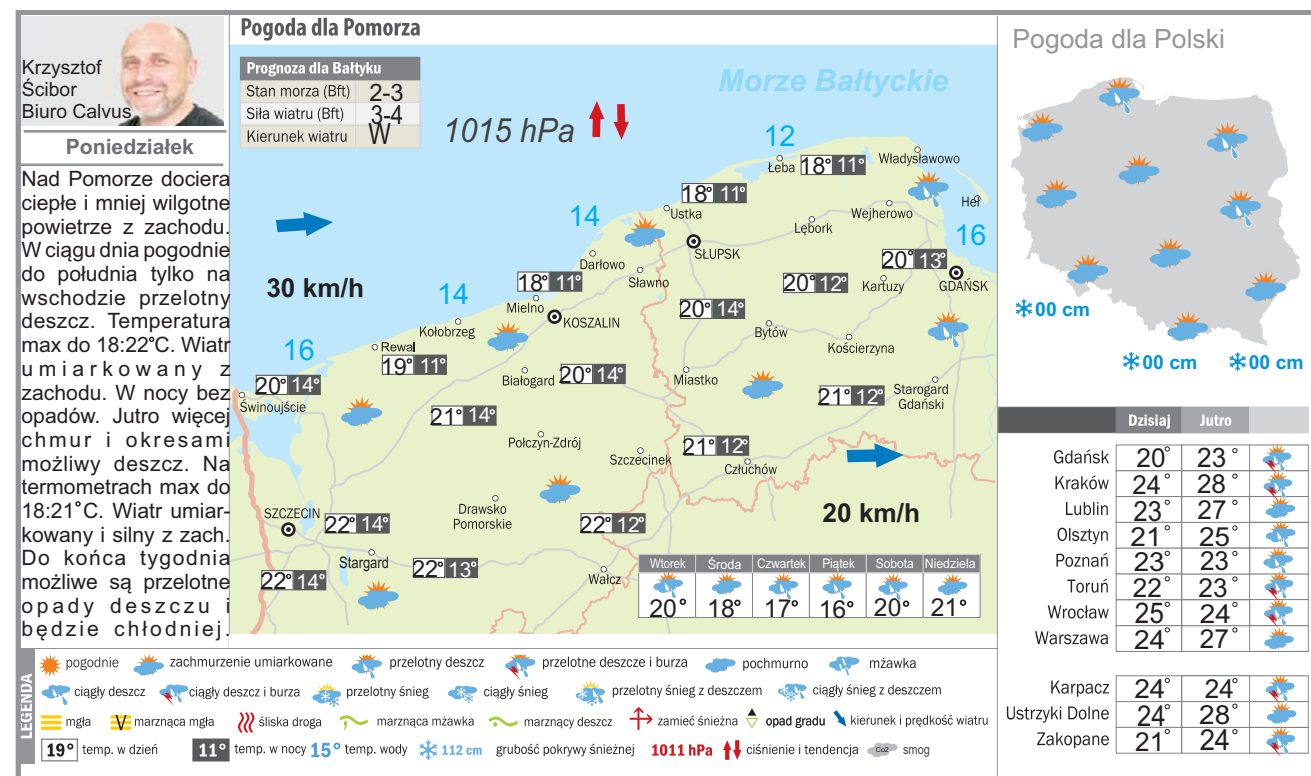 Krzysztof
Ścibor
Biuro Calvus
Poniedziałek
Nad Pomorze dociera
ciepłe i mniej wilgotne
powietrze z zachodu.
W ciągu dnia pogodnie
do południa tylko na
wschodzie przelotny
deszcz. Temperatura
max do 18:22°C. Wiatr
umiarkowany z
zachodu. W nocy bez
opadów. Jutro więcej
chmur i okresami
możliwy deszcz. Na
termometrach max do
18:21°C. Wiatr umiar-
kowany i silny z zach.
Do końca tygodnia
możliwe są przelotne
opady deszczu i
będzie chłodniej.
Pogoda dla Pomorza
Prognoza dla Bałtyku
Stan morza (Bft) 2-3
Siła wiatru (Bft) 3-4
Kierunek wiatru W
1015 hPa
Morze Bałtyckie
12
Łeba 18° 11°
Władysławowo
Hel
18° 11°
Ustka
Wejherowo
Lębork
14
16
SŁUPSK
Darłowo
20° 13°
GDAŃSK
30 km/h
18° 11°
Sławno
20° 12°
Kartuzy
14
Mielno
KOSZALIN
20° 14°
Kołobrzeg
Bytów
Kościerzyna
16
Rewal
19° 11°
Białogard
20° 14°
Miastko
20° 14°
Świnoujście
21° 12°
Starogard
Gdański
21° 14°
Połczyn-Zdrój
Szczecinek
21° 12°
Człuchów
20 km/h
Drawsko
Pomorskie
SZCZECIN
22° 14°
22° 12°
Stargard
22° 13°
Wałcz
22° 14°
Wtorek Środa Czwartek Piątek Sobota Niedziela
20° 18° 17° 16° 20° 21°
Pogoda dla Polski
00 cm
00 cm 00 cm
Dzisiaj Jutro
Gdańsk 20° 23°
Kraków 24° 28°
Lublin 23° 27°
Olsztyn 21° 25°
Poznań 23° 23°
Toruń 22° 23°
Wrocław 25° 24°
Warszawa 24° 27°
Karpacz 24° 24°
Ustrzyki Dolne 24° 28°
Zakopane 21° 24°
LEGENDA
pogodnie zachmurzenie umiarkowane przelotny deszcz przelotne deszcze i burza pochmurno mżawka
ciągły deszcz ciągły deszcz i burza przelotny śnieg ciągły śnieg przelotny śnieg z deszczem ciągły śnieg z deszczem
mgła V marznąca mgła śliska droga marznąca mżawka marznący deszcz zamieć śnieżna opad gradu kierunek i prędkość wiatru
19° temp. w dzień 11° temp. w nocy 15° temp. wody 112 cm grubość pokrywy śnieżnej 1011 hPa ciśnienie i tendencja Co2 smog